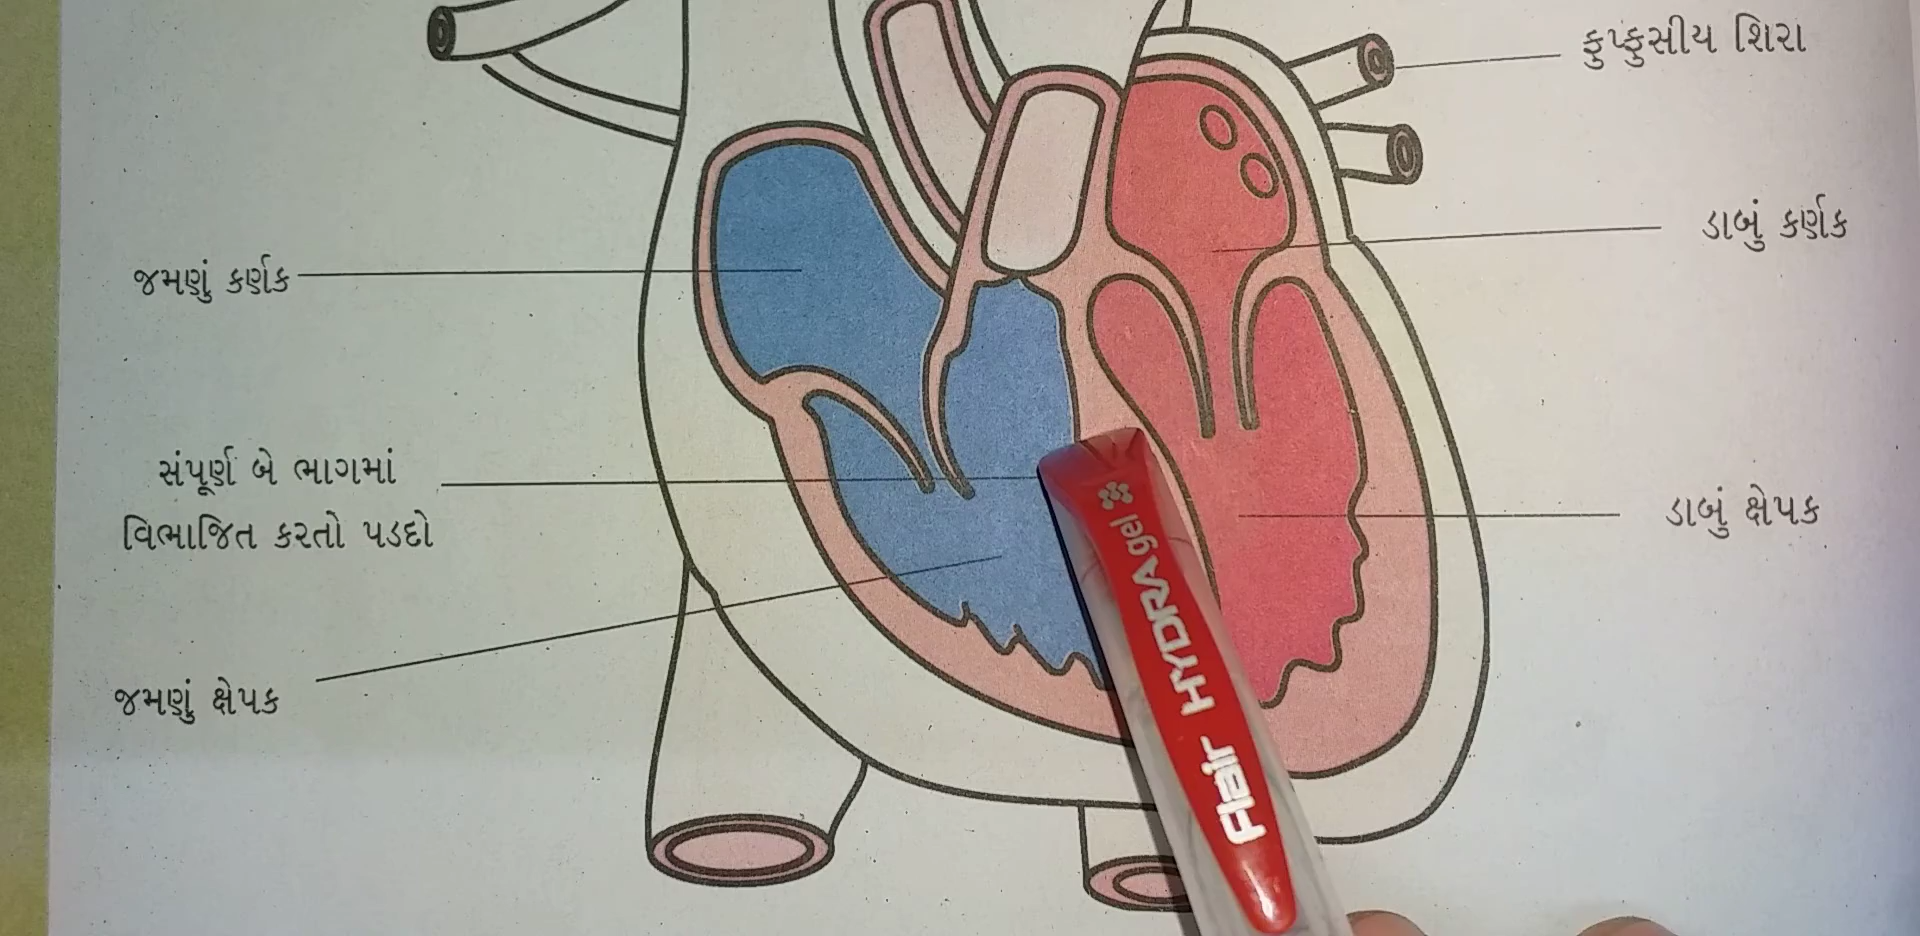 ફુપ્ફુસીય શિરા
ડાબું કર્ણક
જમણું કર્ણક
સંપૂર્ણ બે ભાગમાં
વિભાજિત કરતો પડદો
ડાબું ક્ષેપક
જમણું ક્ષેપક
Flair HYDRA gel